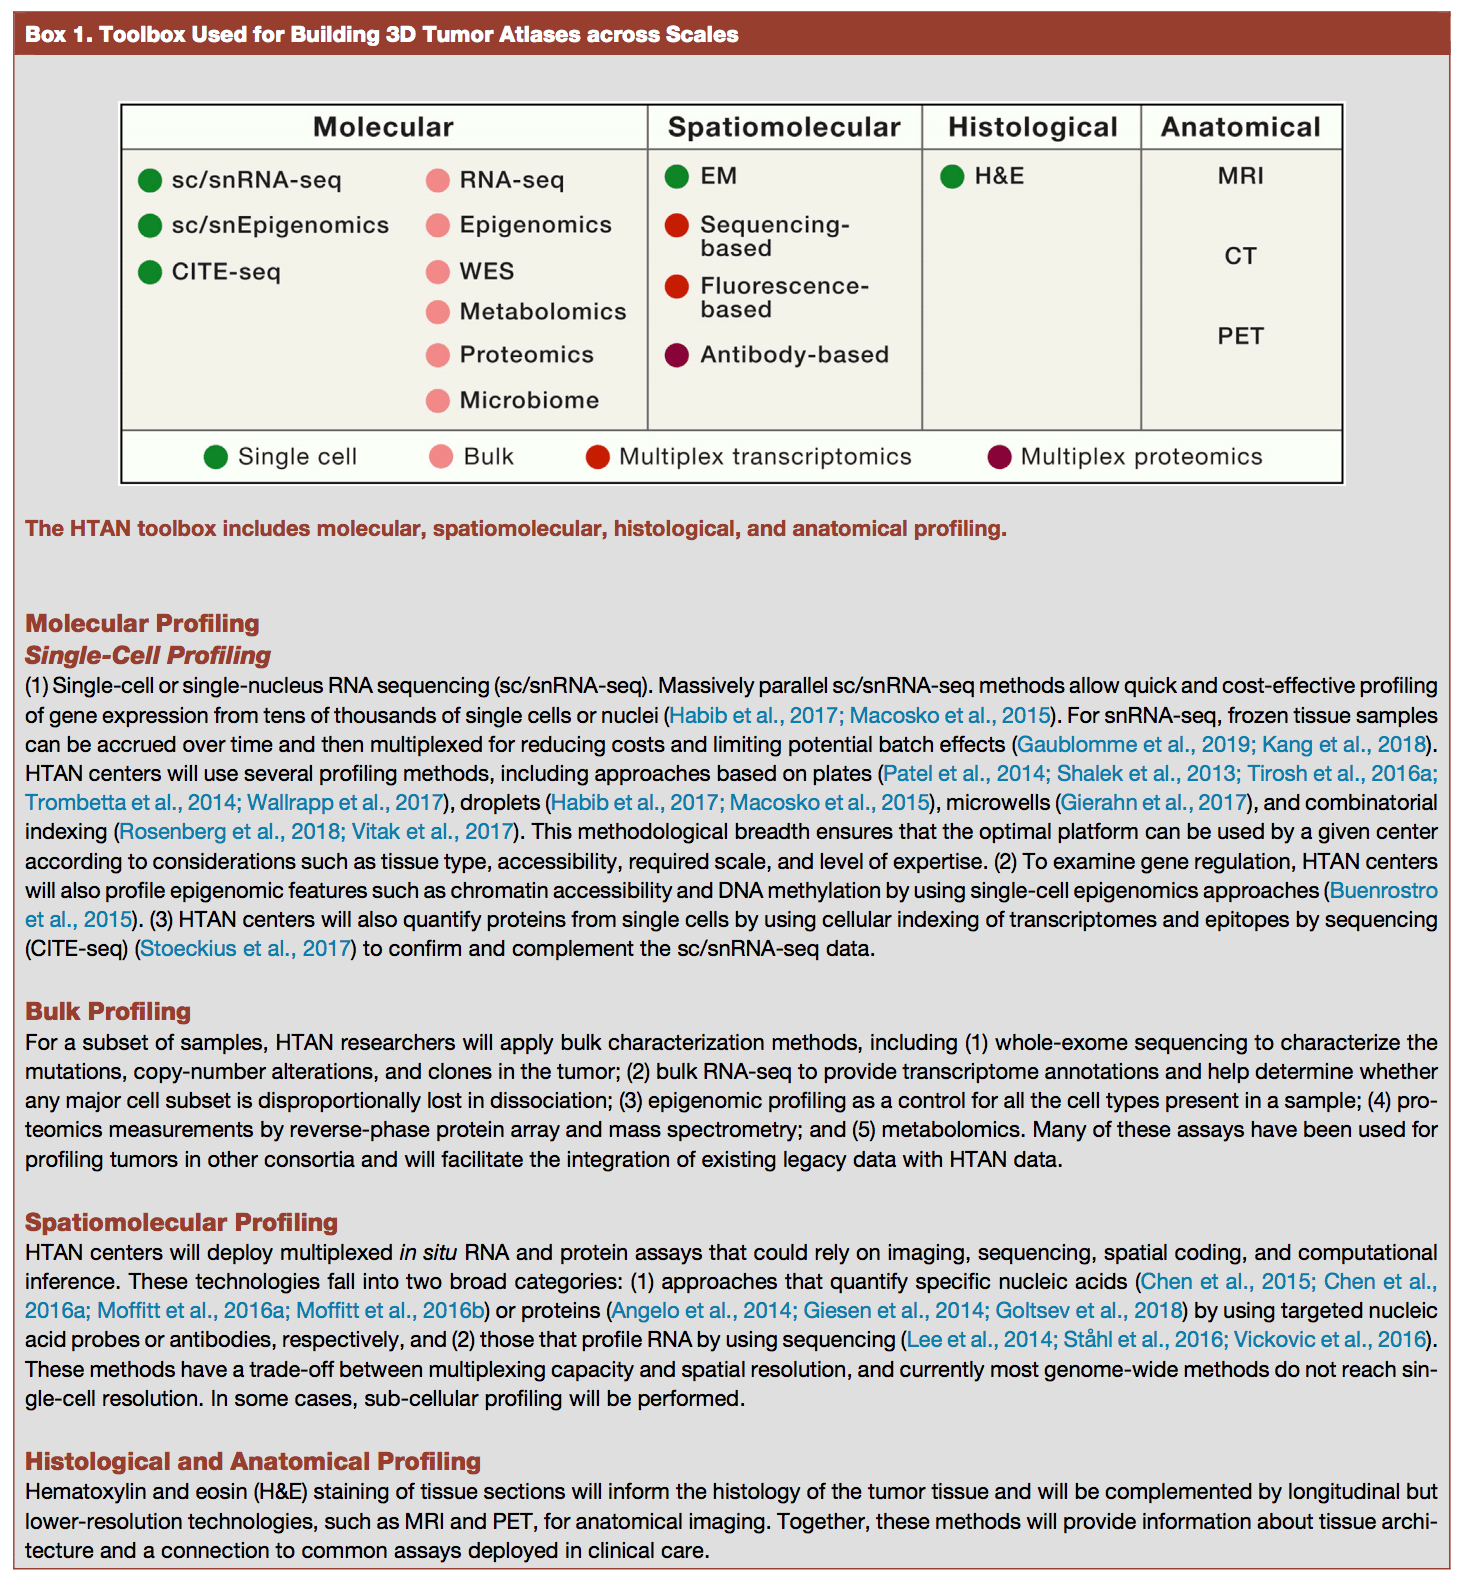 Box 1. Toolbox Used for Building 3D Tumor Atlases across Scales
Molecular
Spatiomolecular
Histological
Anatomical
sc/snRNA-seq
sc/snEpigenomics
CITE-seq
RNA-seq
Epigenomics
WES
Metabolomics
Proteomics
Microbiome
EM
Sequencing-
based
Fluorescence-
based
Antibody-based
H&E
MRI
CT
PET
Single cell
Bulk
Multiplex transcriptomics
Multiplex proteomics
The HTAN toolbox includes molecular, spatiomolecular, histological, and anatomical profiling.
Molecular Profiling
Single-Cell Profiling
(1) Single-cell or single-nucleus RNA sequencing (sc/snRNA-seq). Massively parallel sc/snRNA-seq methods allow quick and cost-effective profiling
of gene expression from tens of thousands of single cells or nuclei (Habib et al., 2017; Macosko et al., 2015). For snRNA-seq, frozen tissue samples
can be accrued over time and then multiplexed for reducing costs and limiting potential batch effects (Gaublomme et al., 2019; Kang et al., 2018).
HTAN centers will use several profiling methods, including approaches based on plates (Patel et al., 2014; Shalek et al., 2013; Tirosh et al., 2016a;
Trombetta et al., 2014; Wallrapp et al., 2017), droplets (Habib et al., 2017; Macosko et al., 2015), microwells (Gierahn et al., 2017), and combinatorial
indexing (Rosenberg et al., 2018; Vitak et al., 2017). This methodological breadth ensures that the optimal platform can be used by a given center
according to considerations such as tissue type, accessibility, required scale, and level of expertise. (2) To examine gene regulation, HTAN centers
will also profile epigenomic features such as chromatin accessibility and DNA methylation by using single-cell epigenomics approaches (Buenrostro
et al., 2015). (3) HTAN centers will also quantify proteins from single cells by using cellular indexing of transcriptomes and epitopes by sequencing
(CITE-seq) (Stoeckius et al., 2017) to confirm and complement the sc/snRNA-seq data.
Bulk Profiling
For a subset of samples, HTAN researchers will apply bulk characterization methods, including (1) whole-exome sequencing to characterize the
mutations, copy-number alterations, and clones in the tumor; (2) bulk RNA-seq to provide transcriptome annotations and help determine whether
any major cell subset is disproportionally lost in dissociation; (3) epigenomic profiling as a control for all the cell types present in a sample; (4) pro-
teomics measurements by reverse-phase protein array and mass spectrometry; and (5) metabolomics. Many of these assays have been used for
profiling tumors in other consortia and will facilitate the integration of existing legacy data with HTAN data.
Spatiomolecular Profiling
HTAN centers will deploy multiplexed in situ RNA and protein assays that could rely on imaging, sequencing, spatial coding, and computational
inference. These technologies fall into two broad categories: (1) approaches that quantify specific nucleic acids (Chen et al., 2015; Chen et al.,
2016a; Moffitt et al., 2016a; Moffitt et al., 2016b) or proteins (Angelo et al., 2014; Giesen et al., 2014; Goltsev et al., 2018) by using targeted nucleic
acid probes or antibodies, respectively, and (2) those that profile RNA by using sequencing (Lee et al., 2014; Ståhl et al., 2016; Vickovic et al., 2016).
These methods have a trade-off between multiplexing capacity and spatial resolution, and currently most genome-wide methods do not reach sin-
gle-cell resolution. In some cases, sub-cellular profiling will be performed.
Histological and Anatomical Profiling
Hematoxylin and eosin (H&E) staining of tissue sections will inform the histology of the tumor tissue and will be complemented by longitudinal but
lower-resolution technologies, such as MRI and PET, for anatomical imaging. Together, these methods will provide information about tissue archi-
tecture and a connection to common assays deployed in clinical care.